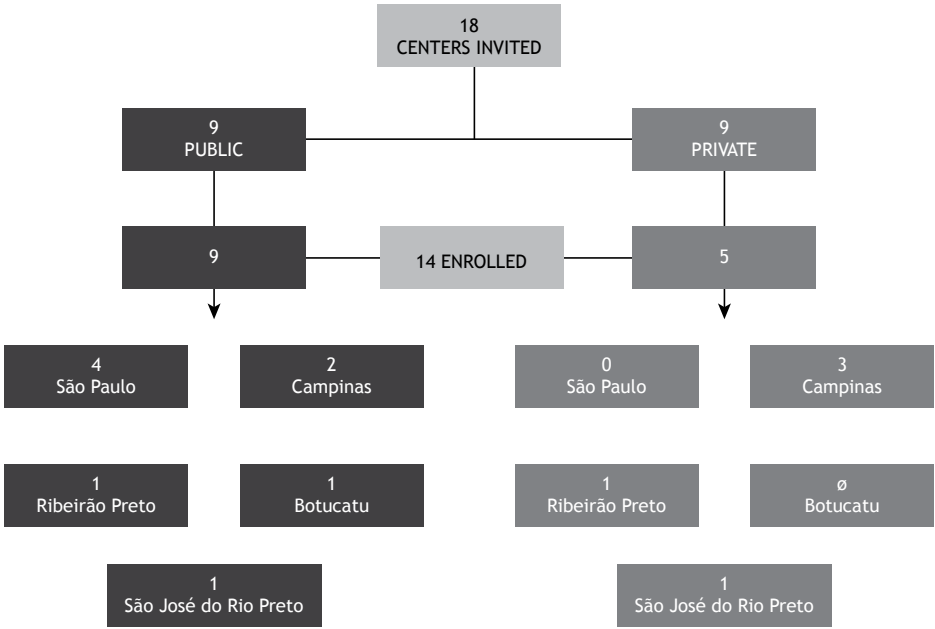 18
CENTERS INVITED
9
PUBLIC
9
PRIVATE
9
14 ENROLLED
5
4
São Paulo
2
Campinas
0
São Paulo
3
Campinas
1
Ribeirão Preto
1
Botucatu
1
Ribeirão Preto
ø
Botucatu
1
São José do Rio Preto
1
São José do Rio Preto